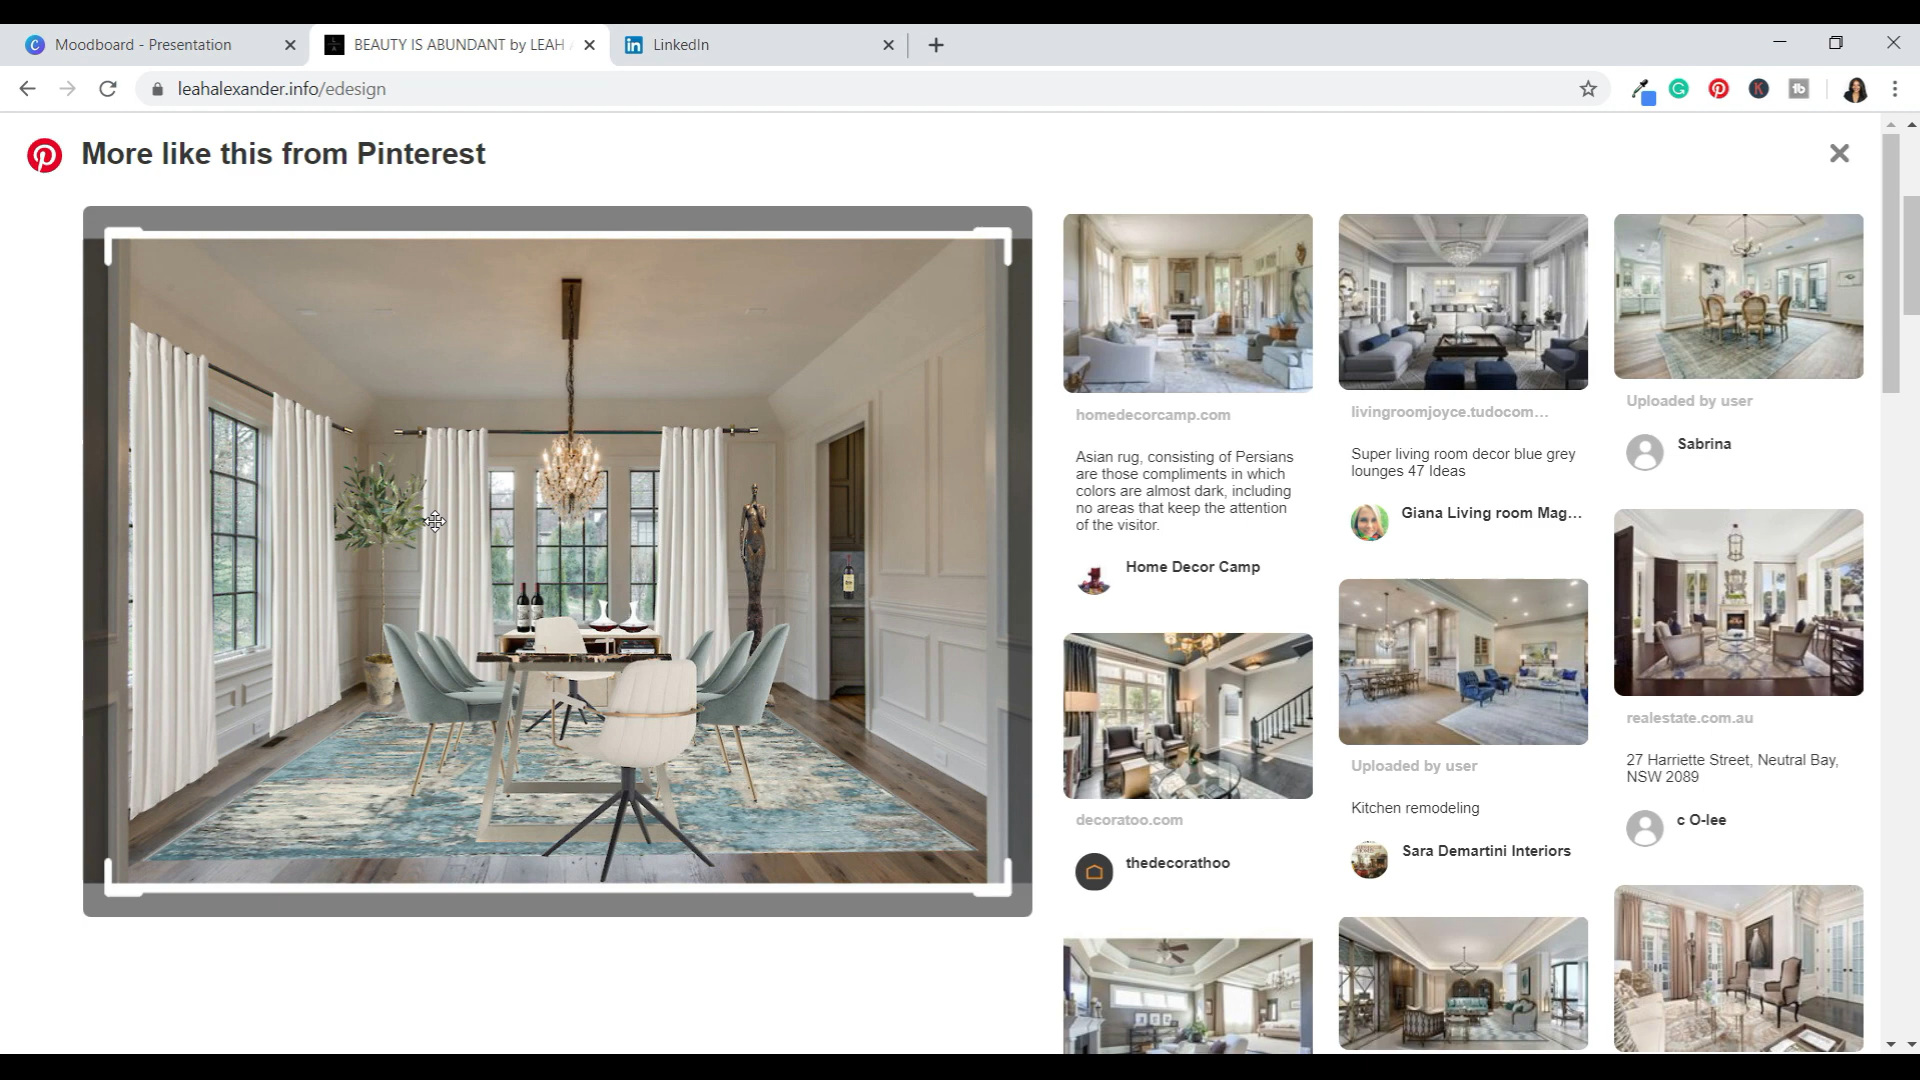 Moodboard - Presentation
BEAUTY IS ABUNDANT by LEAH
LinkedIn
leahalexander.info/edesign
More like this from Pinterest
homedecorcamp.com
Asian rug, consisting of Persians
are those compliments in which
colors are almost dark, including
no areas that keep the attention
of the visitor.
Home Decor Camp
decoratoo.com
thedecorathoo
livingroomjoyce.tudocom...
Super living room decor blue grey
lounges 47 Ideas
Giana Living room Mag...
Uploaded by user
Kitchen remodeling
Sara Demartini Interiors
Uploaded by user
Sabrina
realestate.com.au
27 Harriette Street, Neutral Bay,
NSW 2089
c O-lee